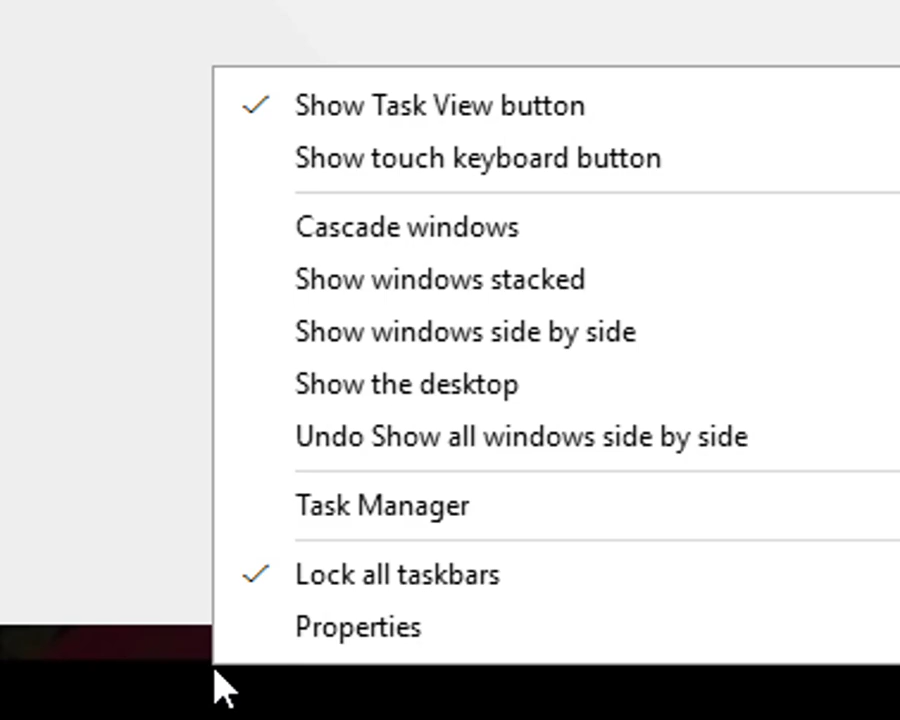 Show Task View button
Show touch keyboard button
Cascade windows
Show windows stacked
Show windows side by side
Show the desktop
Undo Show all windows side by side
Task Manager
Lock all taskbars
Properties